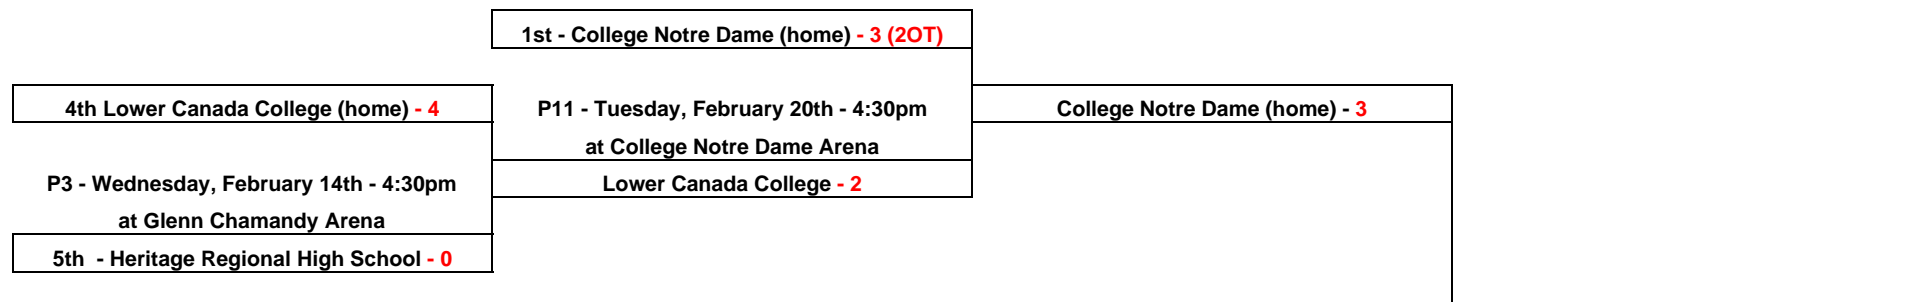 1st - College Notre Dame (home) - 3 (2OT)
4th Lower Canada College (home) - 4
P11 - Tuesday, February 20th - 4:30pm
College Notre Dame (home) - 3
at College Notre Dame Arena
P3 - Wednesday, February 14th - 4:30pm
Lower Canada College - 2
at Glenn Chamandy Arena
5th - Heritage Regional High School - 0